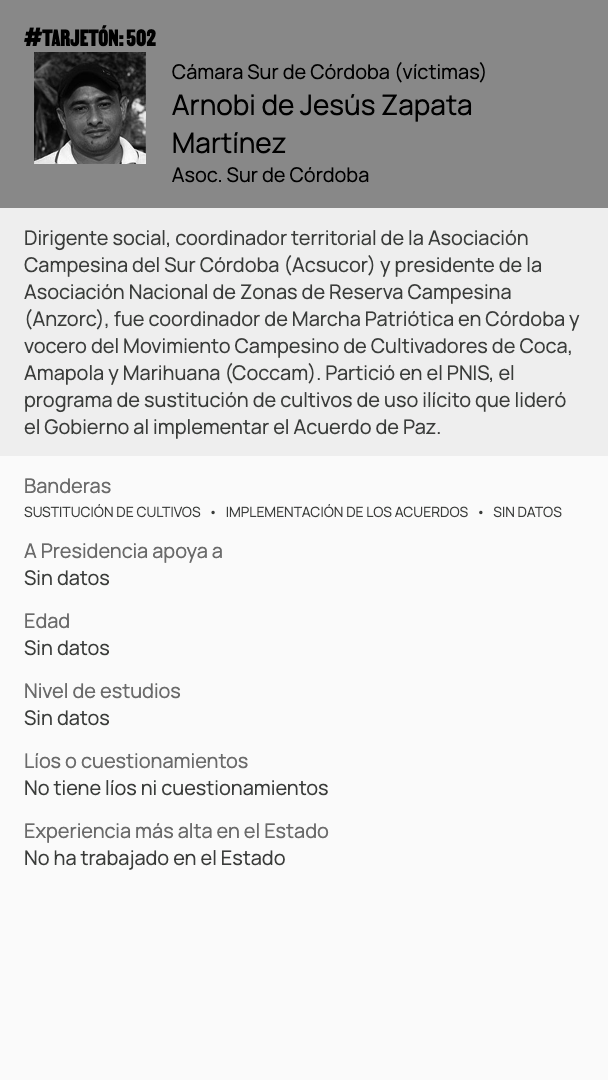 #TARJETÓN: 502
Cámara Sur de Córdoba (víctimas)
Arnobi de Jesús Zapata
Martínez
Asoc. Sur de Córdoba
Dirigente social, coordinador territorial de la Asociación
Campesina del Sur Córdoba (Acsucor) y presidente de la
Asociación Nacional de Zonas de Reserva Campesina
(Anzorc), fue coordinador de Marcha Patriótica en Córdoba y
vocero del Movimiento Campesino de Cultivadores de Coca,
Amapola y Marihuana (Coccam). Partició en el PNIS, el
programa de sustitución de cultivos de uso ilícito que lideró
el Gobierno al implementar el Acuerdo de Paz.
Banderas
SUSTITUCIÓN DE CULTIVOS • IMPLEMENTACIÓN DE LOS ACUERDOS • SIN DATOS
A Presidencia apoya a
Sin datos
Edad
Sin datos
Nivel de estudios
Sin datos
Líos o cuestionamientos
No tiene líos ni cuestionamientos
Experiencia más alta en el Estado
No ha trabajado en el Estado